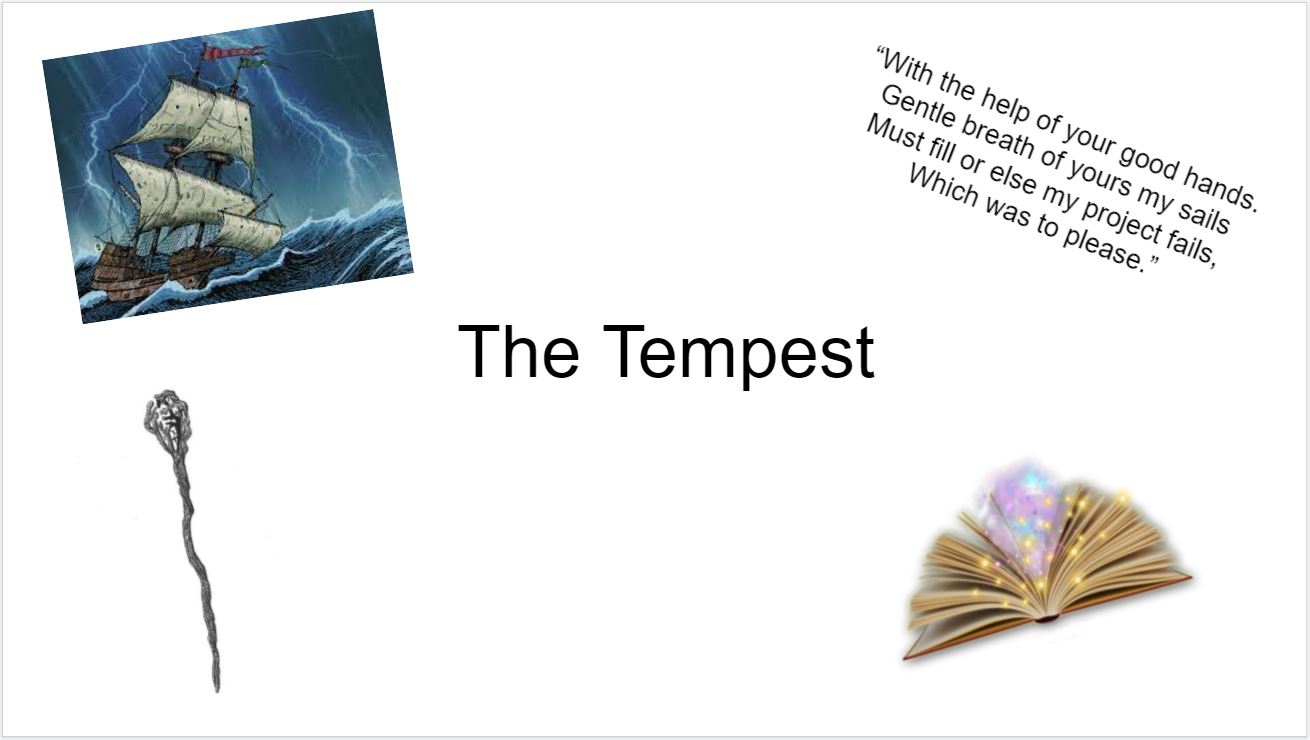 “With the help of your good hands.
Gentle breath of yours my sails
Must fill or else my project fails,
Which was to please.”
The Tempest